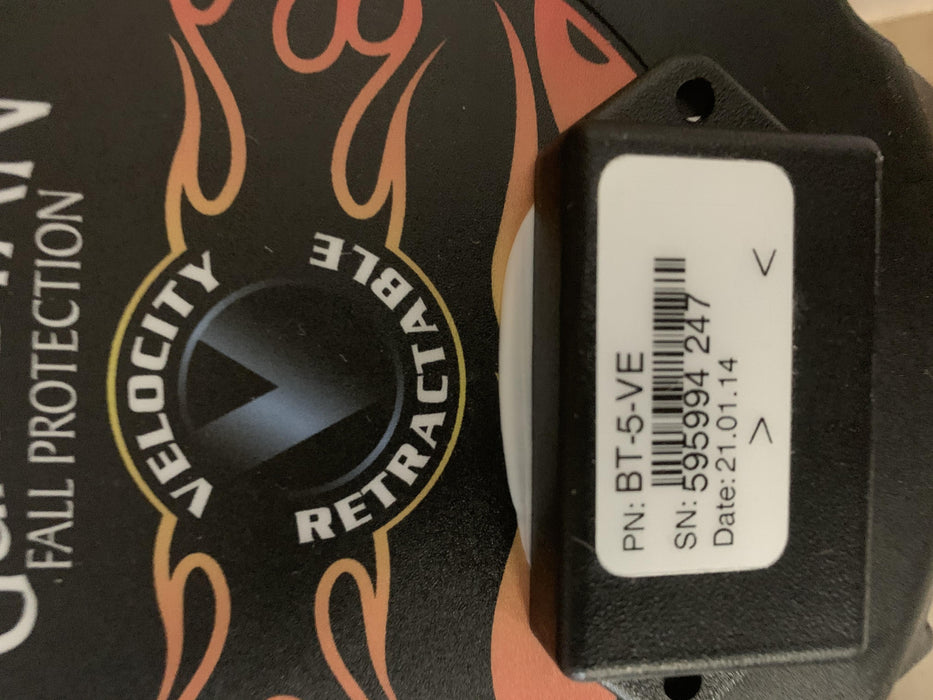 FALL PROTECTION
VELOCITY
RETRACTABLE
PN: BT-5-VE
SN: 595994 247
Date: 21.01.14
> <